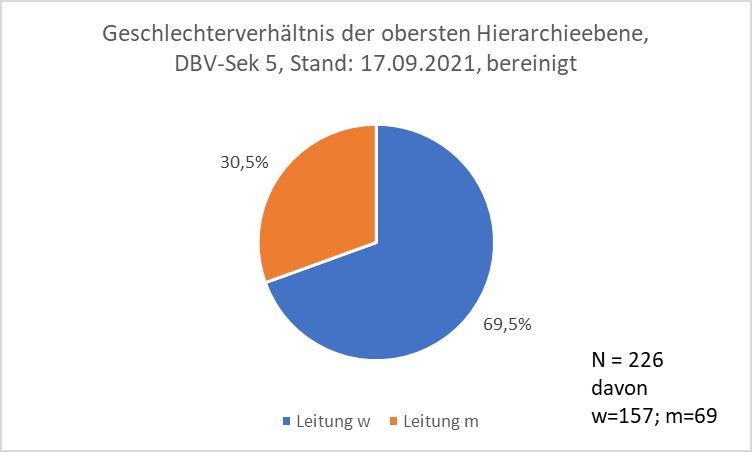 Geschlechterverhältnis der obersten Hierarchieebene,
DBV-Sek 5, Stand: 17.09.2021, bereinigt
30,5%
69,5%
N = 226
davon
w=157; m=69
Leitung w
Leitung m